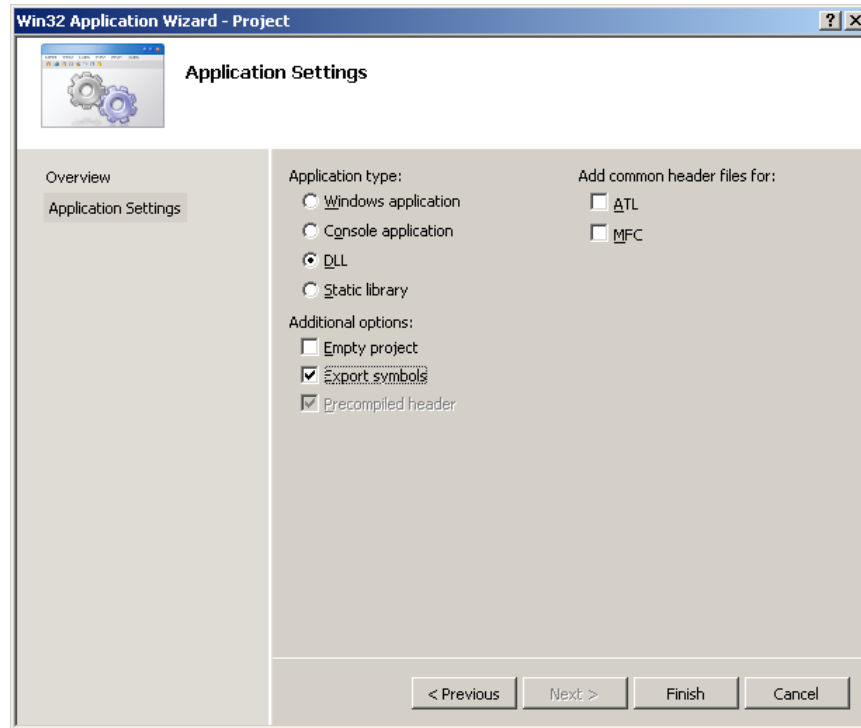 Win32 Application Wizard - Project
Application Settings
Overview
Application Settings
Application type:
Windows application
Console application
DLL
Static library
Additional options:
Empty project
Export symbols
Precompiled header
Add common header files for:
ATL
MFC
< Previous
Next >
Finish
Cancel